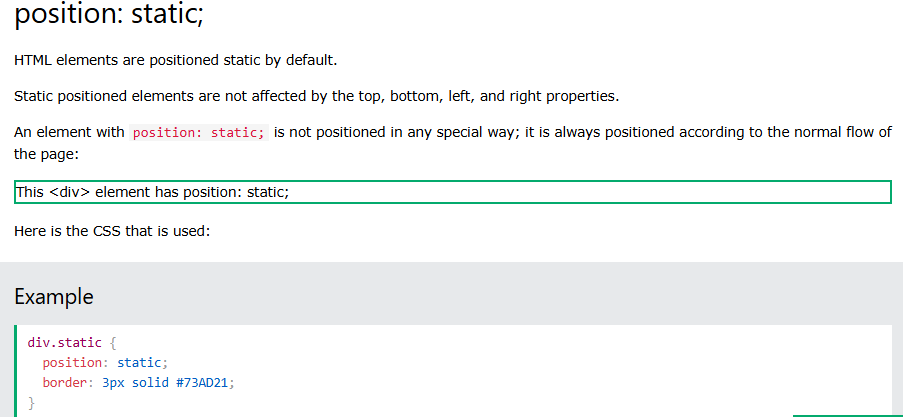 position: static;
HTML elements are positioned static by default.
Static positioned elements are not affected by the top, bottom, left, and right properties.
An element with position: static; is not positioned in any special way; it is always positioned according to the normal flow of
the page:
This <div> element has position: static;
Here is the CSS that is used:
Example
div.static {
  position: static;
  border: 3px solid #73AD21;
}